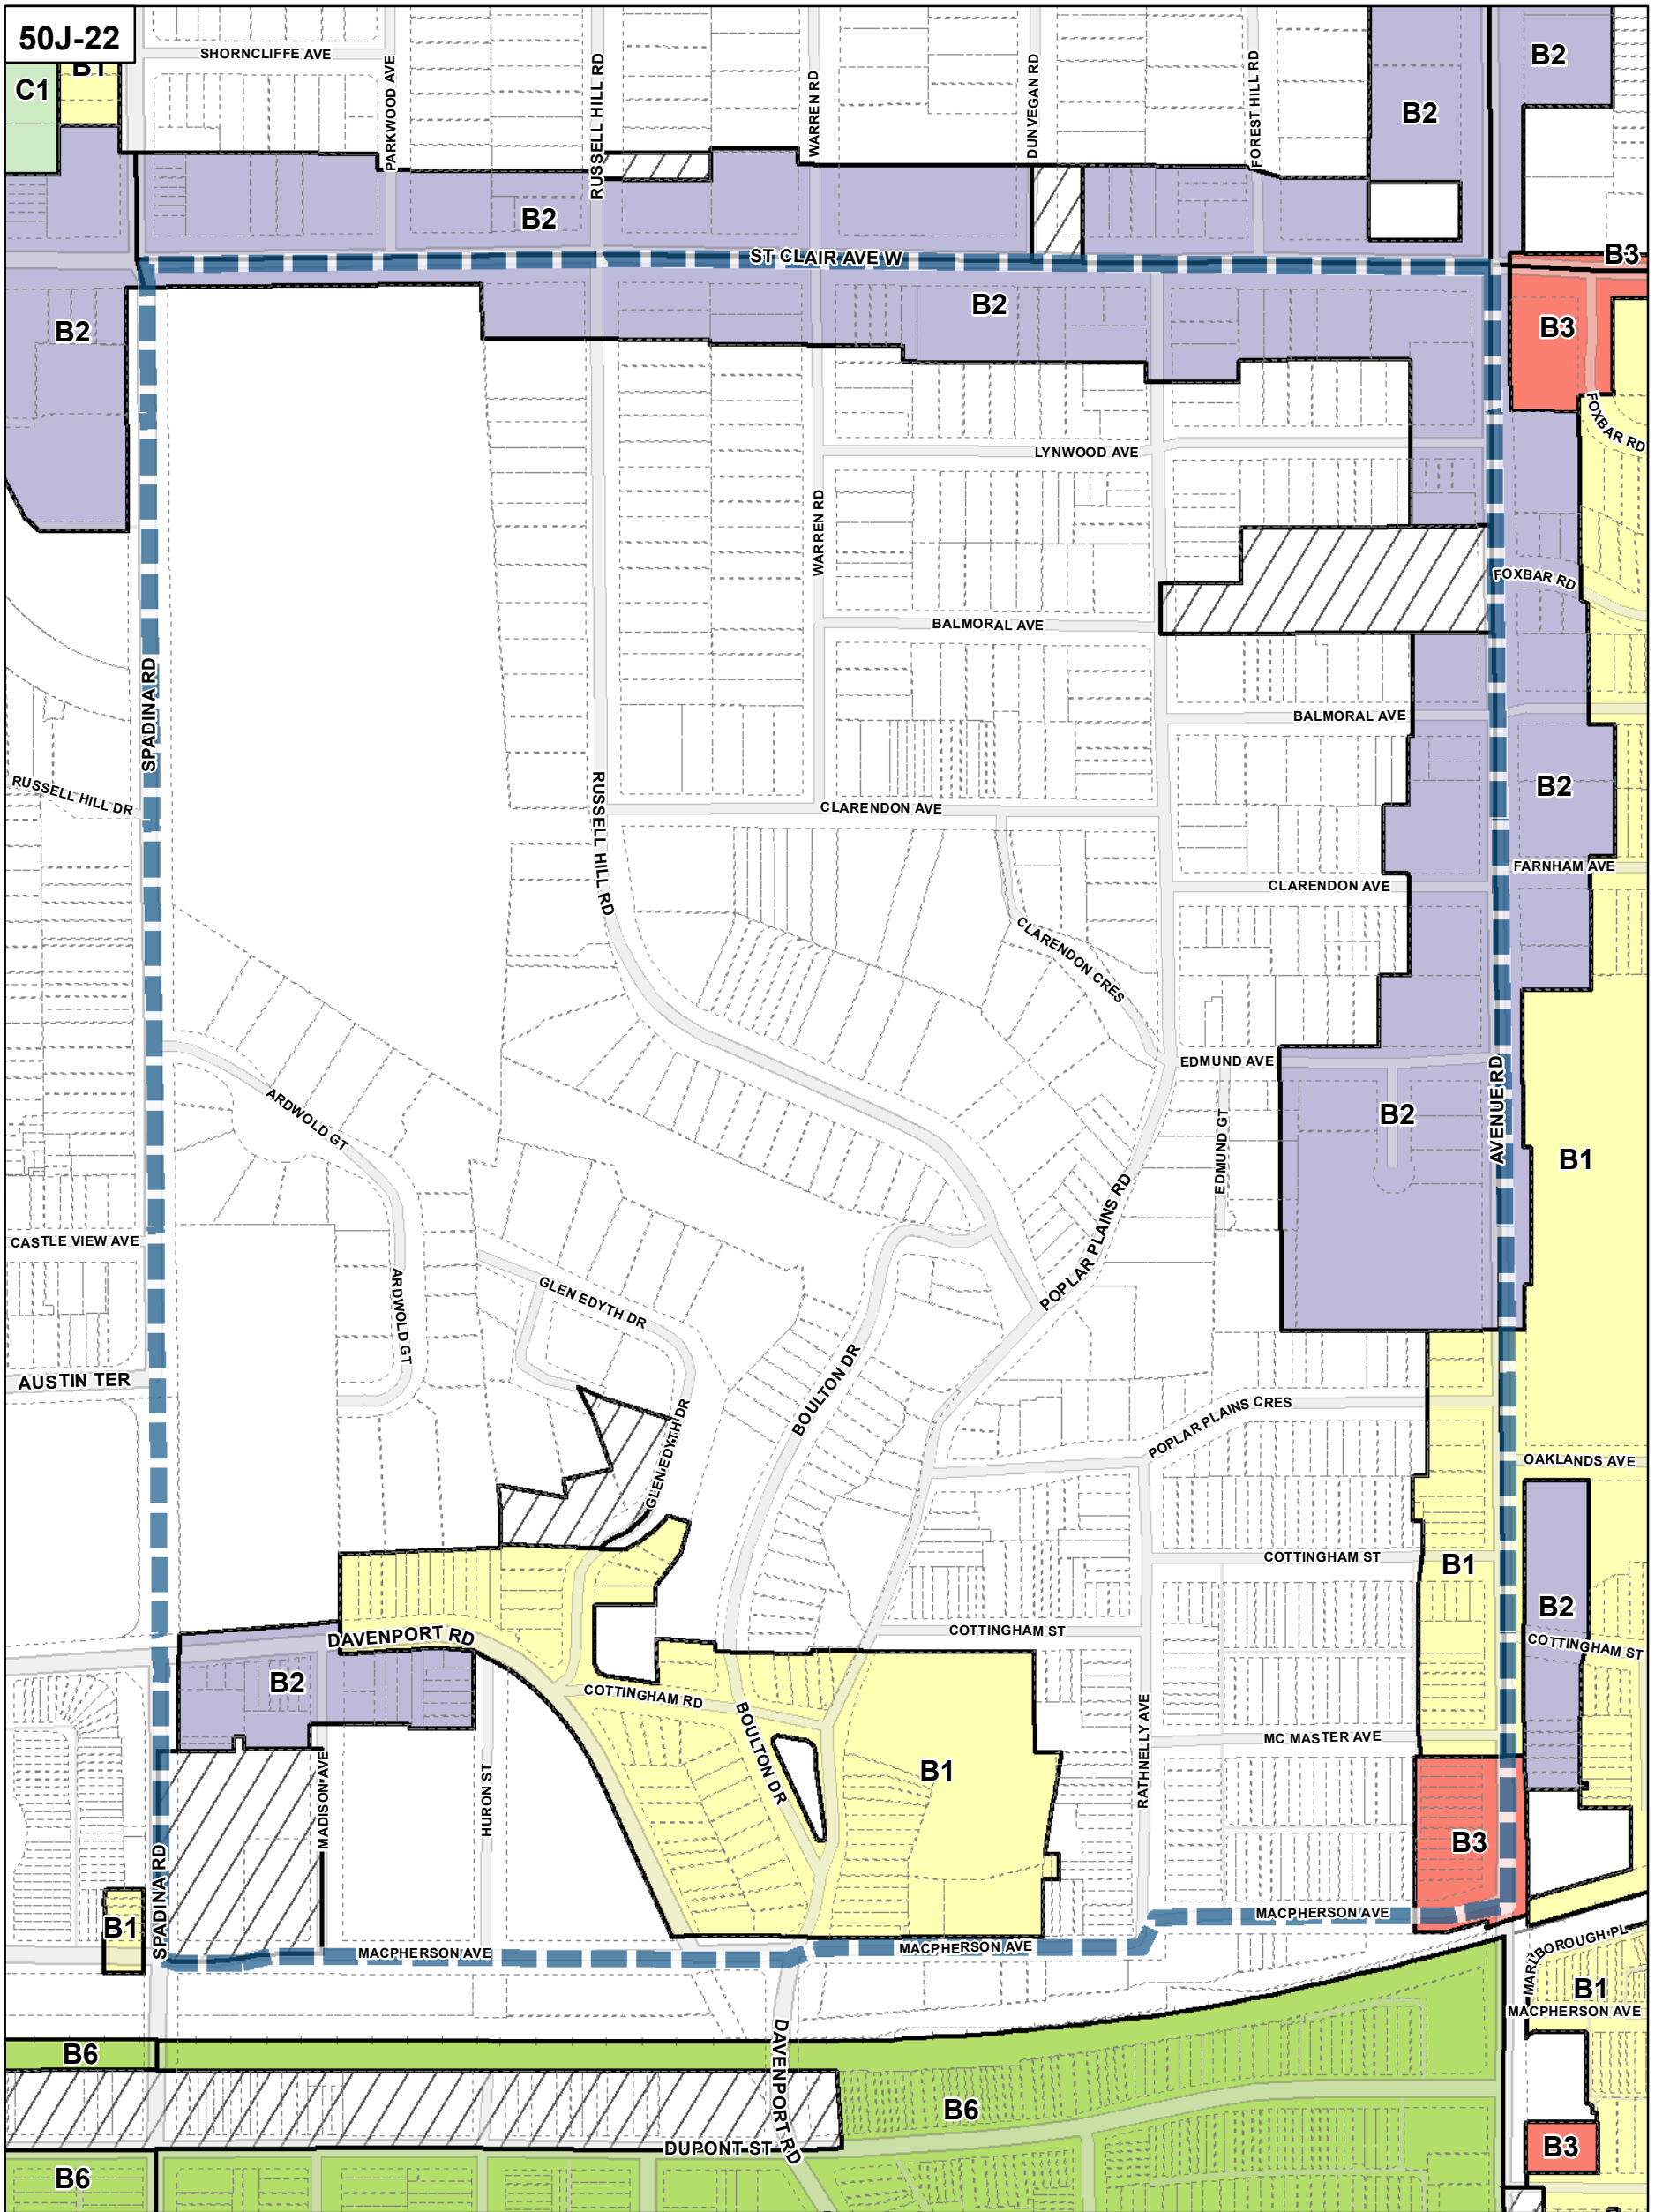 50J-22
SHORNCLIFFE AVE
PARKWOOD AVE
RUSSELL HILL RD
WARREN RD
DUNVEGAN RD
FOREST HILL RD
B2
B2
C1
B1
B2
ST CLAIR AVE W
B3
B2
B2
B3
FOXBAR RD
LYNWOOD AVE
WARREN RD
FOXBAR RD
BALMORAL AVE
SPADINA RD
BALMORAL AVE
RUSSELL HILL DR
B2
CLARENDON AVE
RUSSELL HILL RD
FARNHAM AVE
CLARENDON AVE
CLARENDON CRES
EDMUND AVE
AVENUE RD
ARDWOLD GT
B2
EDMUND GT
B1
POPLAR PLAINS RD
CASTLE VIEW AVE
GLEN EDYTH DR
ARDWOLD GT
BOULTON DR
AUSTIN TER
POPLAR PLAINS CRES
GLEN EDYTH DR
OAKLANDS AVE
COTTINGHAM ST
B1
B2
COTTINGHAM ST
DAVENPORT RD
COTTINGHAM ST
B2
COTTINGHAM RD
BOULTON DR
RATHNELLY AVE
MC MASTER AVE
B1
MADISON AVE
HURON ST
B3
SPADINA RD
B1
MACPHERSON AVE
MACPHERSON AVE
MACPHERSON AVE
MARLBOROUGH PL
B1
MACPHERSON AVE
B6
DAVENPORT RD
B6
DUPONT ST
B3
B6